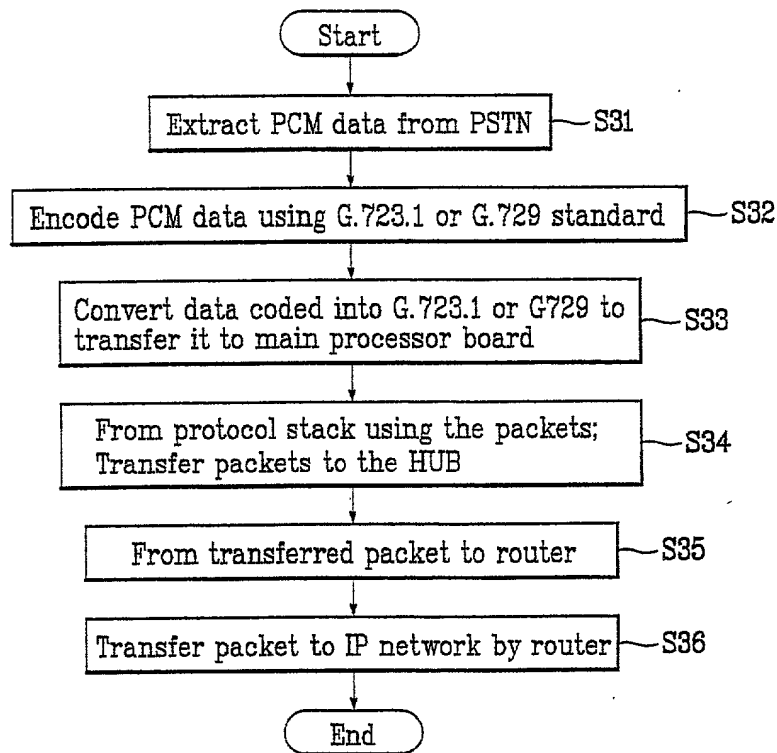 Start
Extract PCM data from PSTN
S31
Encode PCM data using G.723.1 or G.729 standard
S32
Convert data coded into G.723.1 or G729 to
transfer it to main processor board
S33
From protocol stack using the packets;
Transfer packets to the HUB
S34
From transferred packet to router
S35
Transfer packet to IP network by router
S36
End